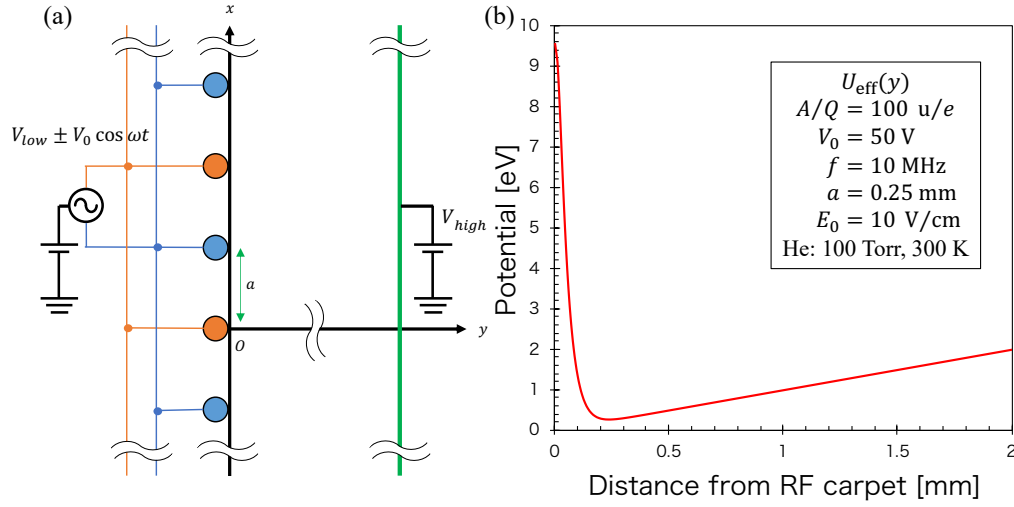 (a)
x
V_low ± V_0 cos ωt
V_high
a
O
y
(b)
Potential [eV]
10
9
8
7
6
5
4
3
2
1
0
U_eff(y)
A/Q = 100 u/e
V_0 = 50 V
f = 10 MHz
a = 0.25 mm
E_0 = 10 V/cm
He: 100 Torr, 300 K
0 0.5 1 1.5 2
Distance from RF carpet [mm]